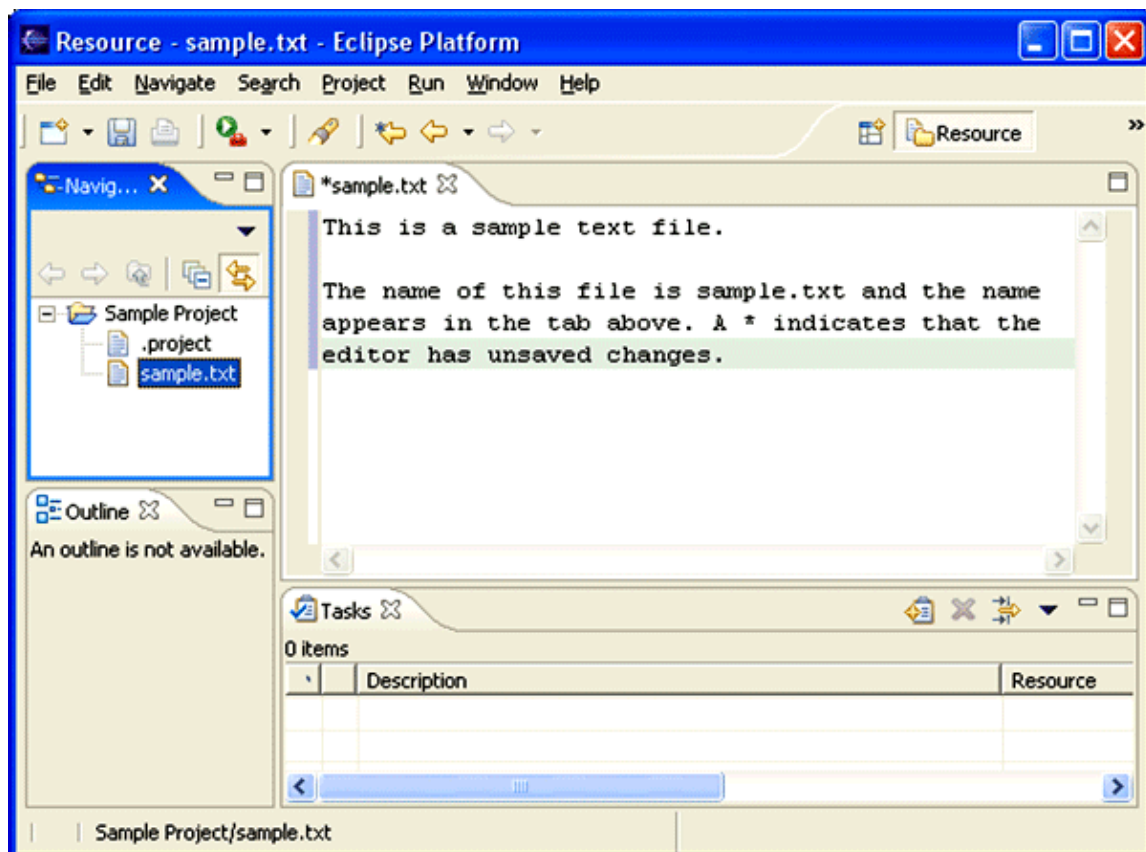 Resource - sample.txt - Eclipse Platform
File Edit Navigate Search Project Run Window Help
Resource
»
Navig...
Sample Project
.project
sample.txt
*sample.txt
This is a sample text file.
The name of this file is sample.txt and the name
appears in the tab above. A * indicates that the
editor has unsaved changes.
Outline
An outline is not available.
Tasks
0 items
Description Resource
Sample Project/sample.txt